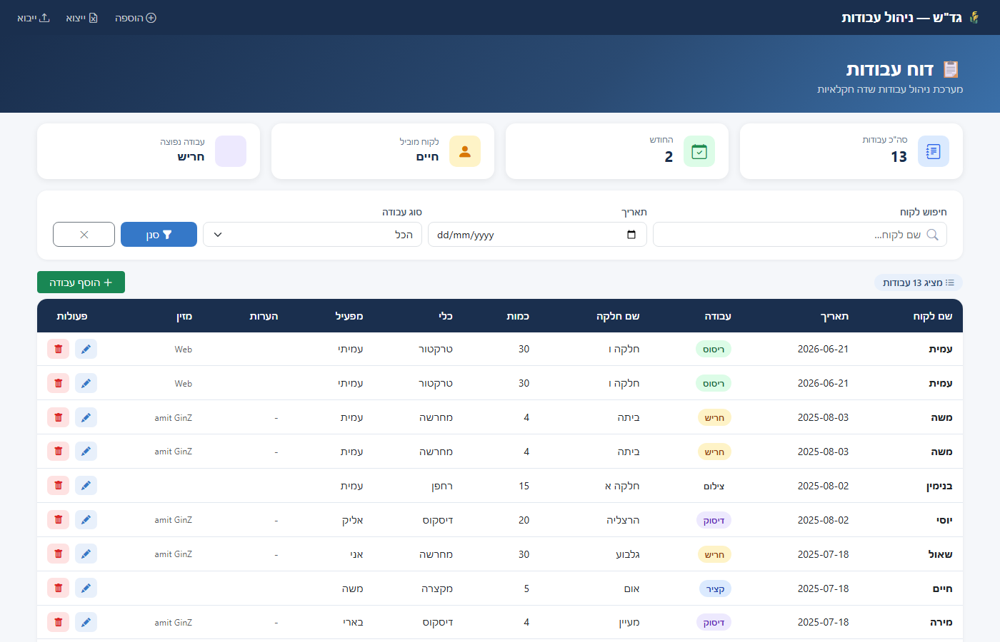 גד"ש — ניהול עבודות
הוספה
ייצוא
ייבוא
דוח עבודות
מערכת ניהול עבודות שדה חקלאיות
סה"כ עבודות
13
החודש
2
לקוח מוביל
חיים
עבודה נפוצה
חריש
חיפוש לקוח
תאריך
סוג עבודה
שם לקוח...
dd/mm/yyyy
הכל
סנן
מציג 13 עבודות
הוסף עבודה
שם לקוח תאריך עבודה שם חלקה כמות כלי מפעיל הערות מזין פעולות
עמית 2026-06-21 ריסוס חלקה ו 30 טרקטור עמיתי Web
עמית 2026-06-21 ריסוס חלקה ו 30 טרקטור עמיתי Web
משה 2025-08-03 חריש ביתה 4 מחרשה עמית - amit GinZ
משה 2025-08-03 חריש ביתה 4 מחרשה עמית - amit GinZ
בנימין 2025-08-02 צילום חלקה א 15 רחפן עמית
יוסי 2025-08-02 דיסוק הרצליה 20 דיסקוס אליק - amit GinZ
שאול 2025-07-18 חריש גלבוע 30 מחרשה אני - amit GinZ
חיים 2025-07-18 קציר אום 5 מקצרה משה
מירה 2025-07-18 דיסוק מעיין 4 דיסקוס בארי - amit GinZ